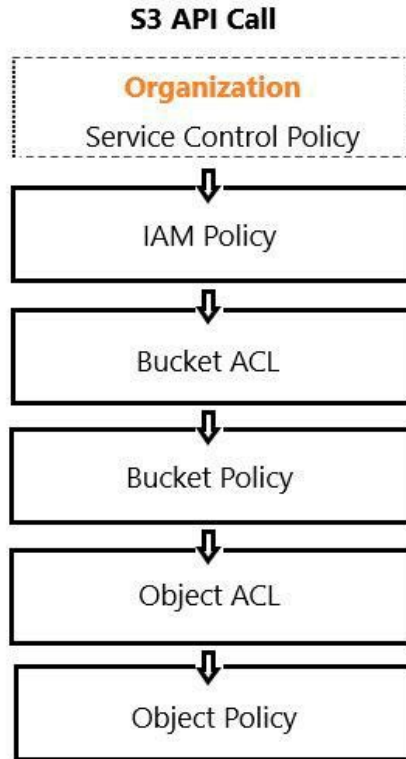 S3 API Call
Organization
Service Control Policy
IAM Policy
Bucket ACL
Bucket Policy
Object ACL
Object Policy